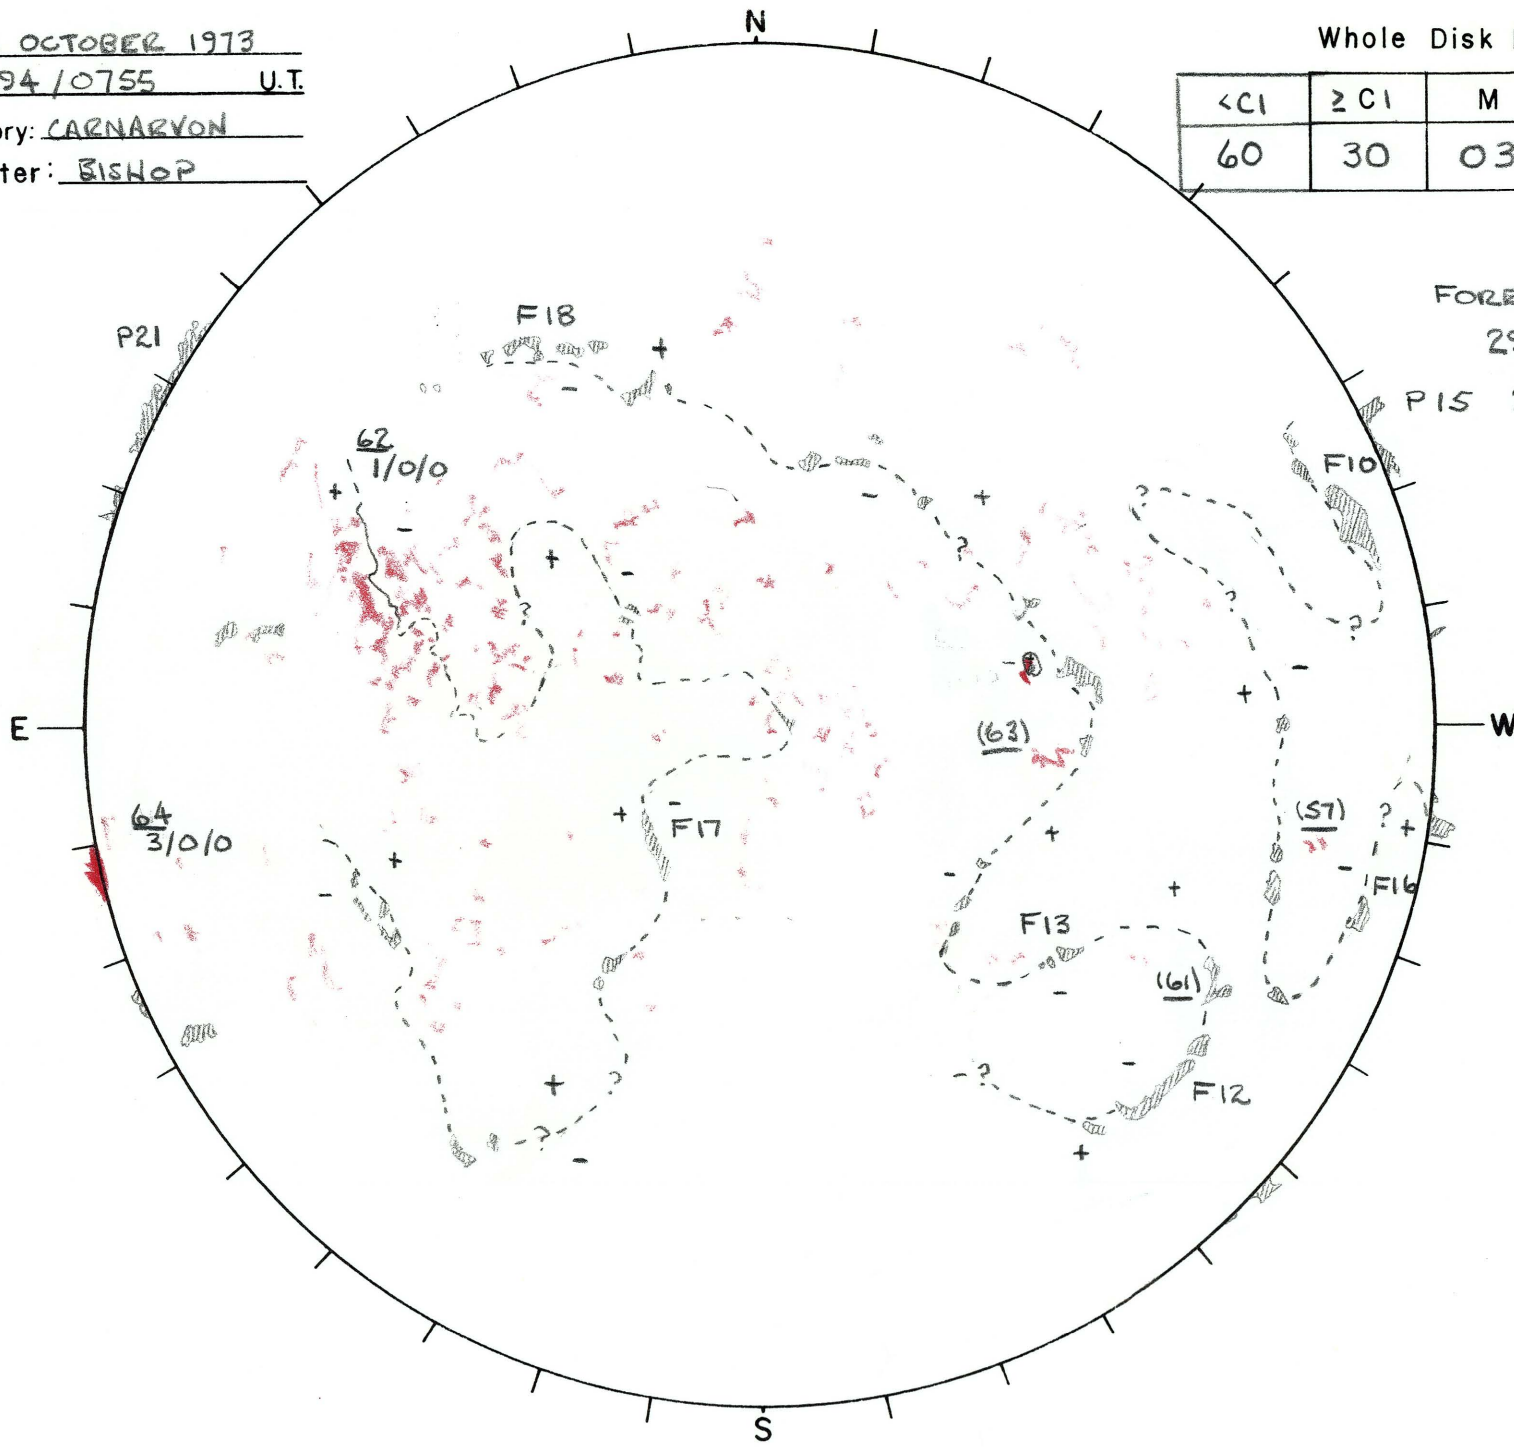 OCTOBER 1973
94/0755 U.T.
ory: CARNARVON
ter: BISHOP
N
Whole Disk
<C1 ≥C1 M
60 30 03
FORE
P15
P21
F18
+
-
62
1/0/0
+
-
F10
- +
?
?
+
-
?
?
?
-
-
+
E
W
(63)
64
3/0/0
+
-
+
-
F17
+
-
(57)
?
+
-
F16
+
F13
-
(61)
+
?
?
-
-?
-
F12
+
S